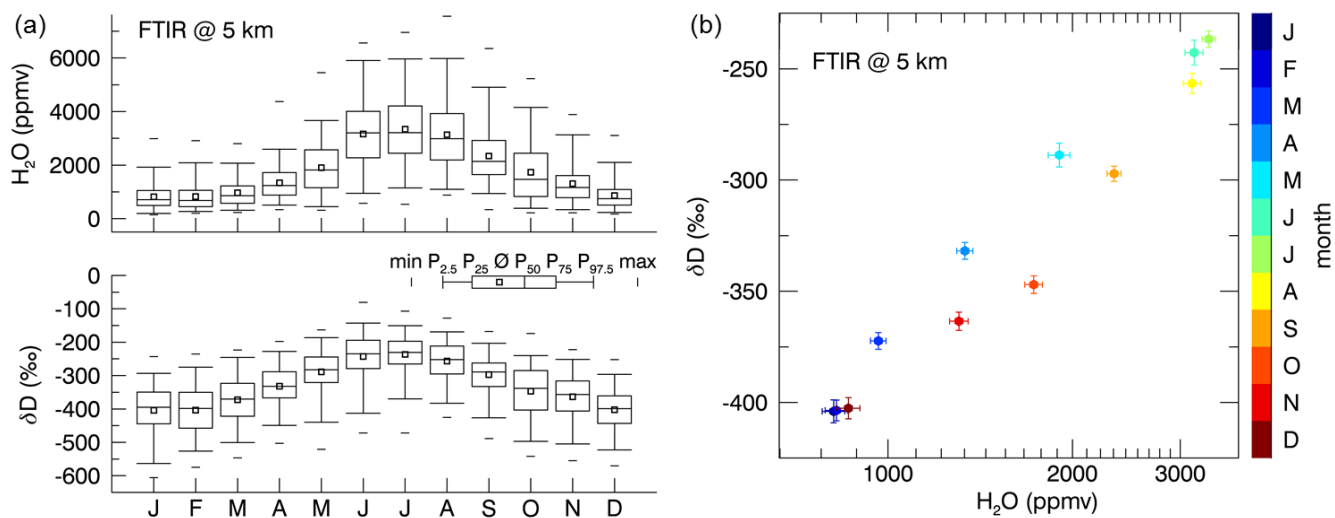 (a)
FTIR @ 5 km
H₂O (ppmv)
6000
4000
2000
0
min P₂.₅ P₂₅ Ø P₅₀ P₇₅ P₉₇.₅ max
δD (‰)
0
-100
-200
-300
-400
-500
-600
J F M A M J J A S O N D
(b)
FTIR @ 5 km
δD (‰)
-250
-300
-350
-400
1000 2000 3000
H₂O (ppmv)
J
F
M
A
M
J
J
A
S
O
N
D
month